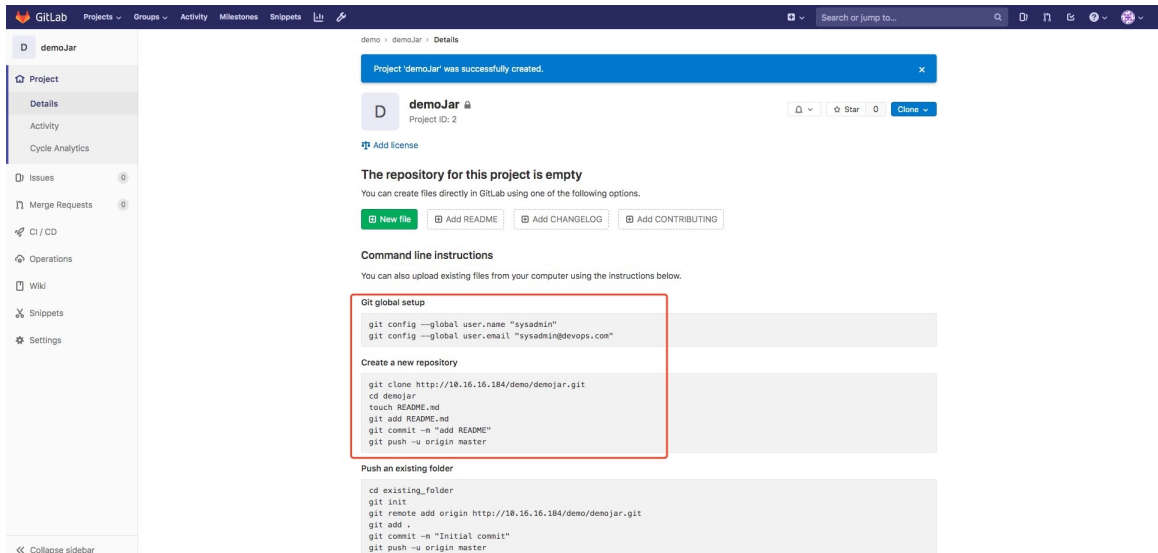 GitLab Projects Groups Activity Milestones Snippets Search or jump to...
D demoJar
Project
Details
Activity
Cycle Analytics
Issues 0
Merge Requests 0
CI / CD
Operations
Wiki
Snippets
Settings
Collapse sidebar
demo › demoJar › Details
Project 'demoJar' was successfully created.
D
demoJar
Project ID: 2
Star 0 Clone
Add license
The repository for this project is empty
You can create files directly in GitLab using one of the following options.
New file Add README Add CHANGELOG Add CONTRIBUTING
Command line instructions
You can also upload existing files from your computer using the instructions below.
Git global setup
git config --global user.name "sysadmin"
git config --global user.email "sysadmin@devops.com"
Create a new repository
git clone http://10.16.16.184/demo/demojar.git
cd demojar
touch README.md
git add README.md
git commit -m "add README"
git push -u origin master
Push an existing folder
cd existing_folder
git init
git remote add origin http://10.16.16.184/demo/demojar.git
git add .
git commit -m "Initial commit"
git push -u origin master